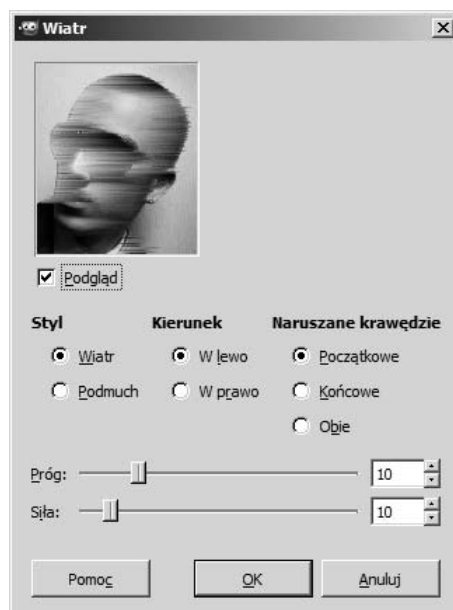 Wiatr
Podgląd
Styl Kierunek Naruszane krawędzie
Wiatr W lewo Początkowe
Podmuch W prawo Końcowe
Obie
Próg: 10
Siła: 10
Pomoc OK Anuluj